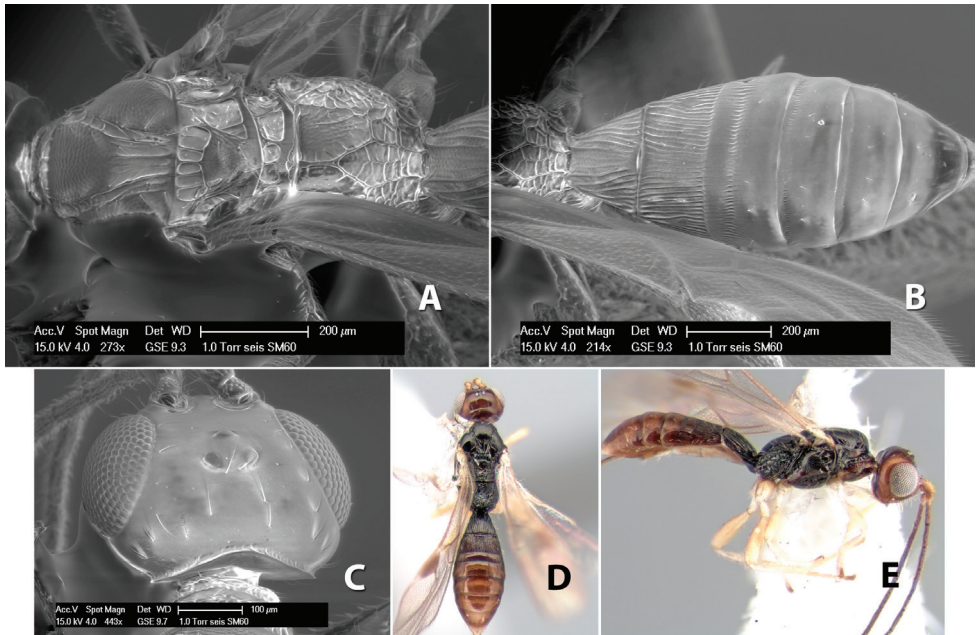 A
Acc.V Spot Magn Det WD 200 µm
15.0 kV 4.0 273x GSE 9.3 1.0 Torr seis SM60
B
Acc.V Spot Magn Det WD 200 µm
15.0 kV 4.0 214x GSE 9.3 1.0 Torr seis SM60
C
Acc.V Spot Magn Det WD 100 µm
15.0 kV 4.0 443x GSE 9.7 1.0 Torr seis SM60
D
E